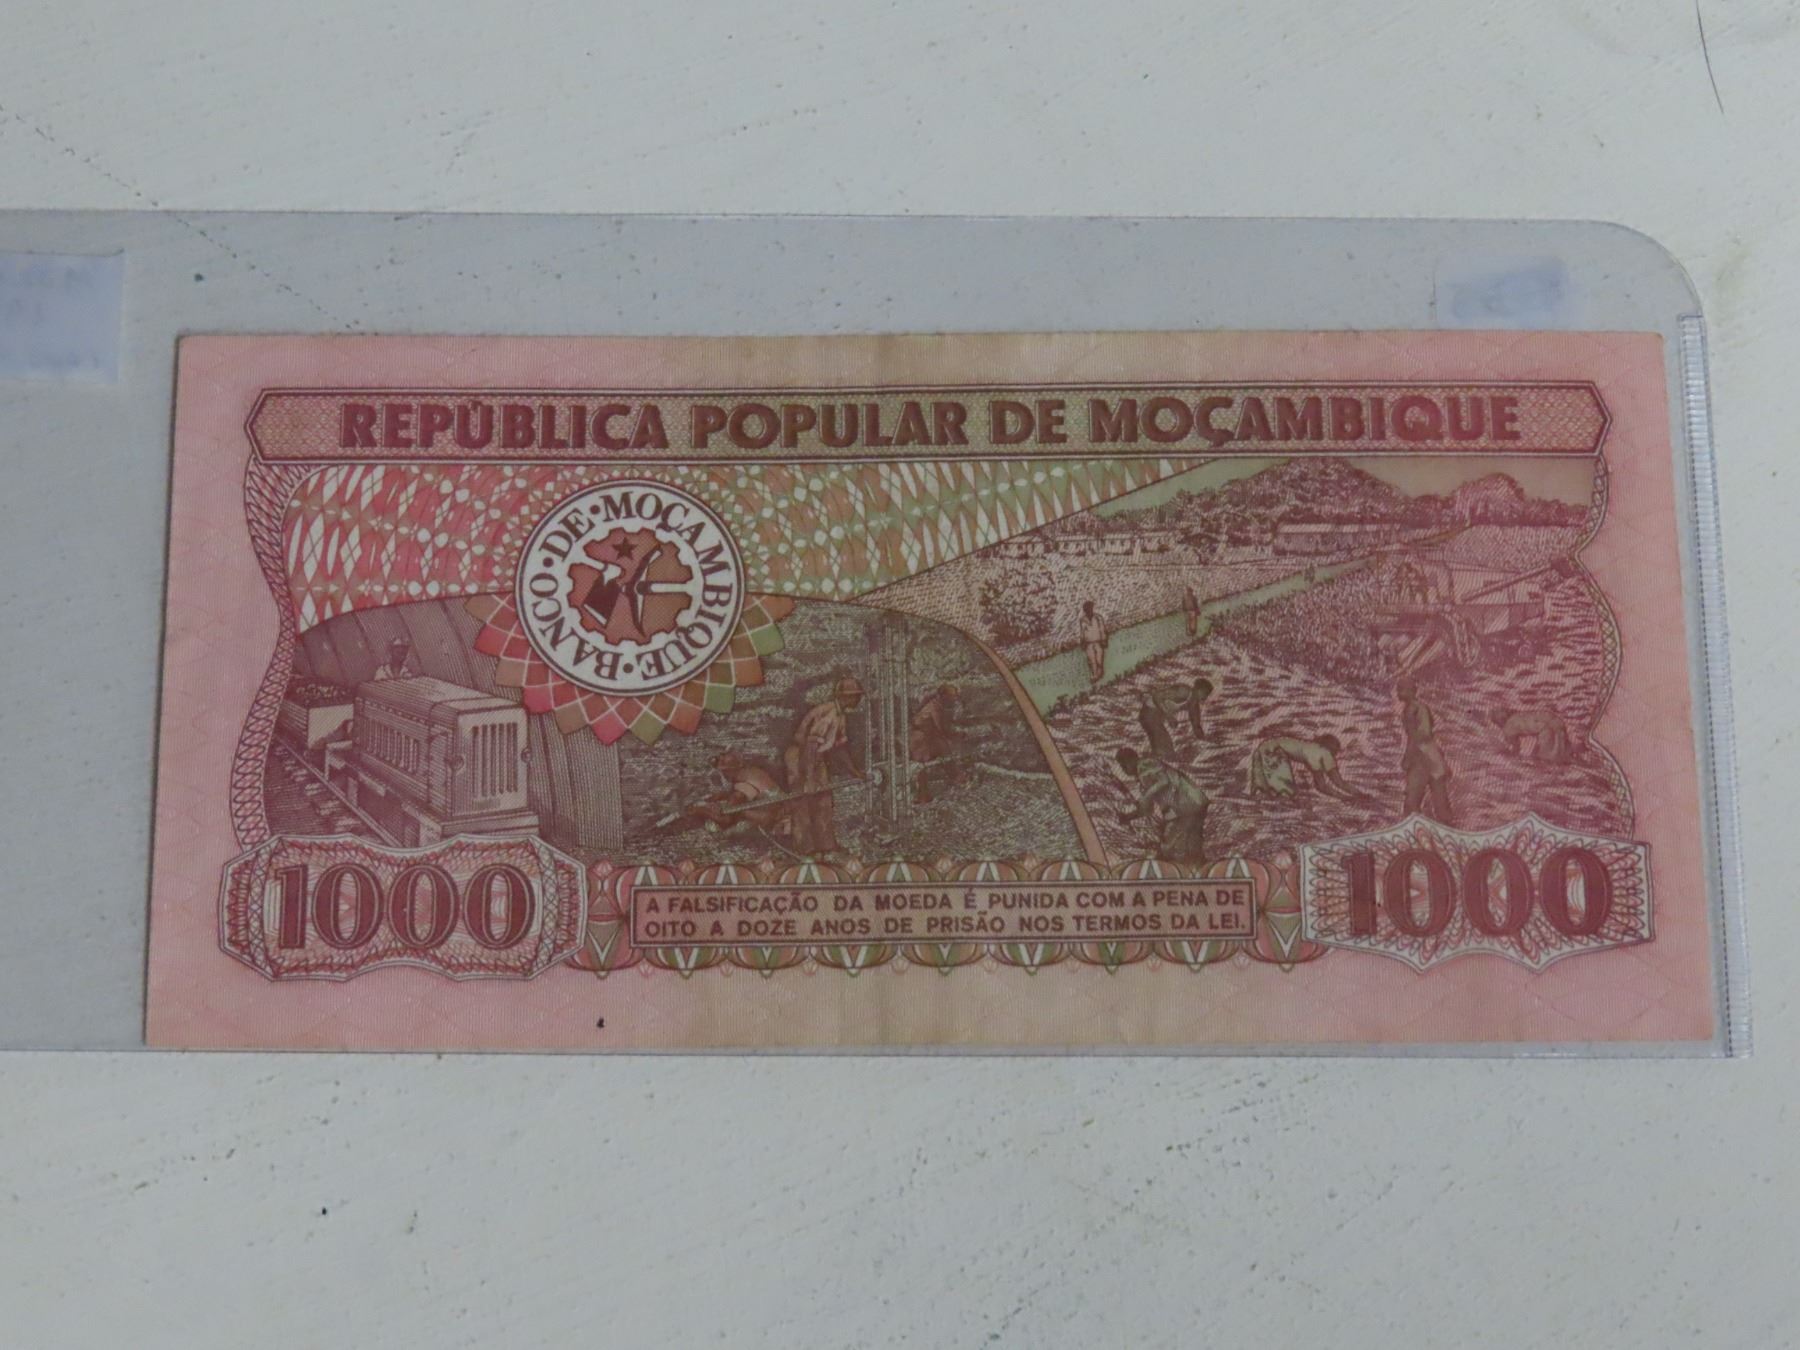 REPÚBLICA POPULAR DE MOÇAMBIQUE
BANCO·DE·MOÇAMBIQUE·
1000
A FALSIFICAÇÃO DA MOEDA É PUNIDA COM A PENA DE
OITO A DOZE ANOS DE PRISÃO NOS TERMOS DA LEI.
1000